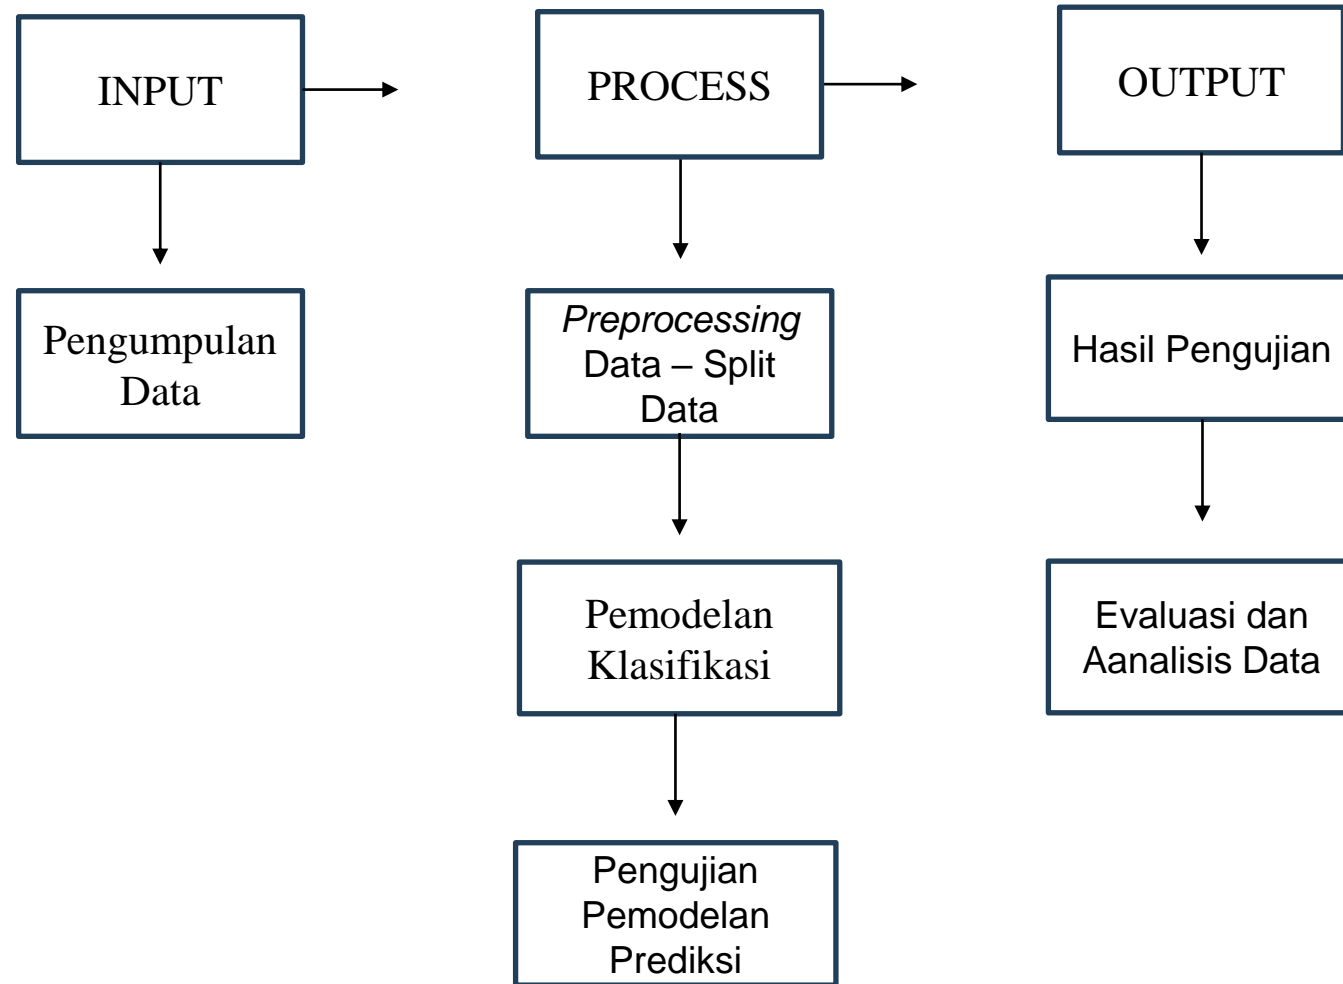 INPUT
PROCESS
OUTPUT
Pengumpulan
Data
Preprocessing
Data – Split
Data
Hasil Pengujian
Pemodelan
Klasifikasi
Evaluasi dan
Aanalisis Data
Pengujian
Pemodelan
Prediksi